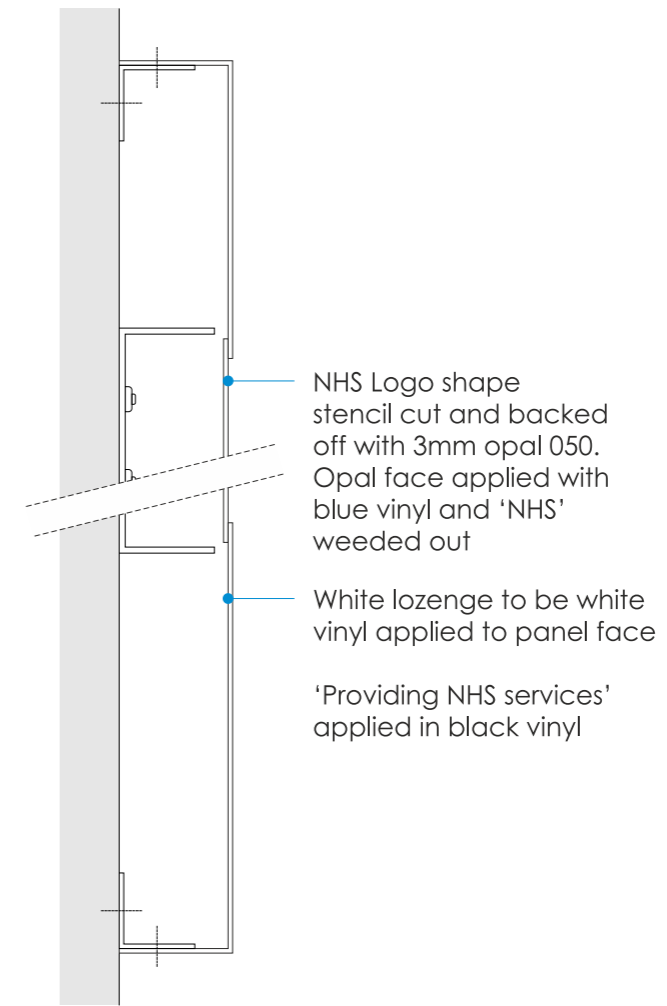 NHS Logo shape
stencil cut and backed
off with 3mm opal 050.
Opal face applied with
blue vinyl and ‘NHS’
weeded out
White lozenge to be white
vinyl applied to panel face
‘Providing NHS services’
applied in black vinyl